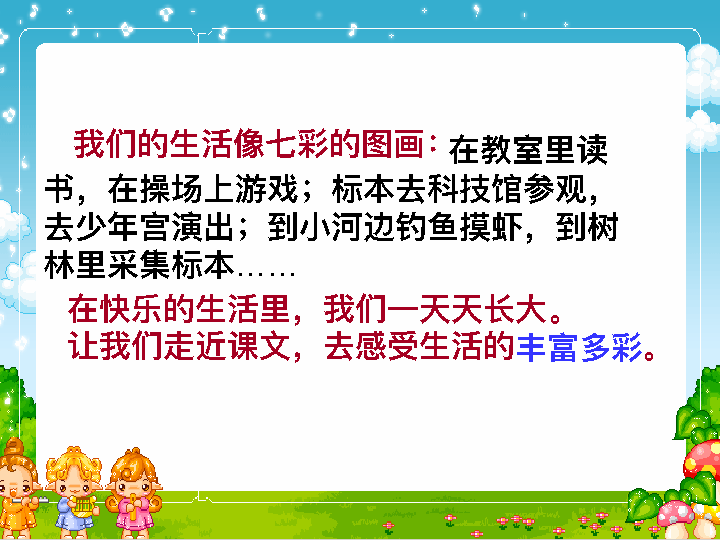 我们的生活像七彩的图画：在教室里读
书，在操场上游戏；标本去科技馆参观，
去少年宫演出；到小河边钓鱼摸虾，到树
林里采集标本……
在快乐的生活里，我们一天天长大。
让我们走近课文，去感受生活的丰富多彩。